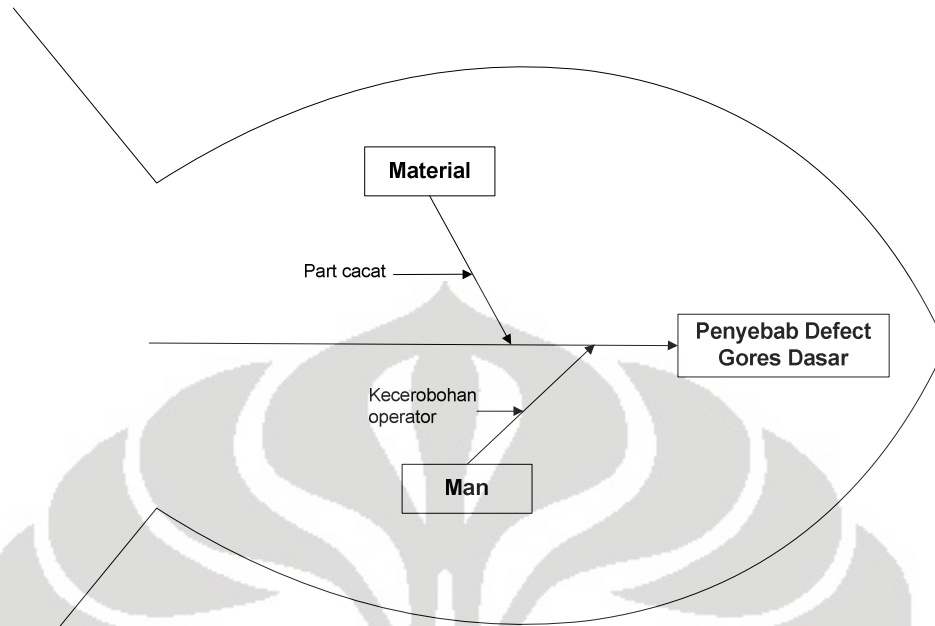 Material
Part cacat
Penyebab Defect
Gores Dasar
Kecerobohan
operator
Man